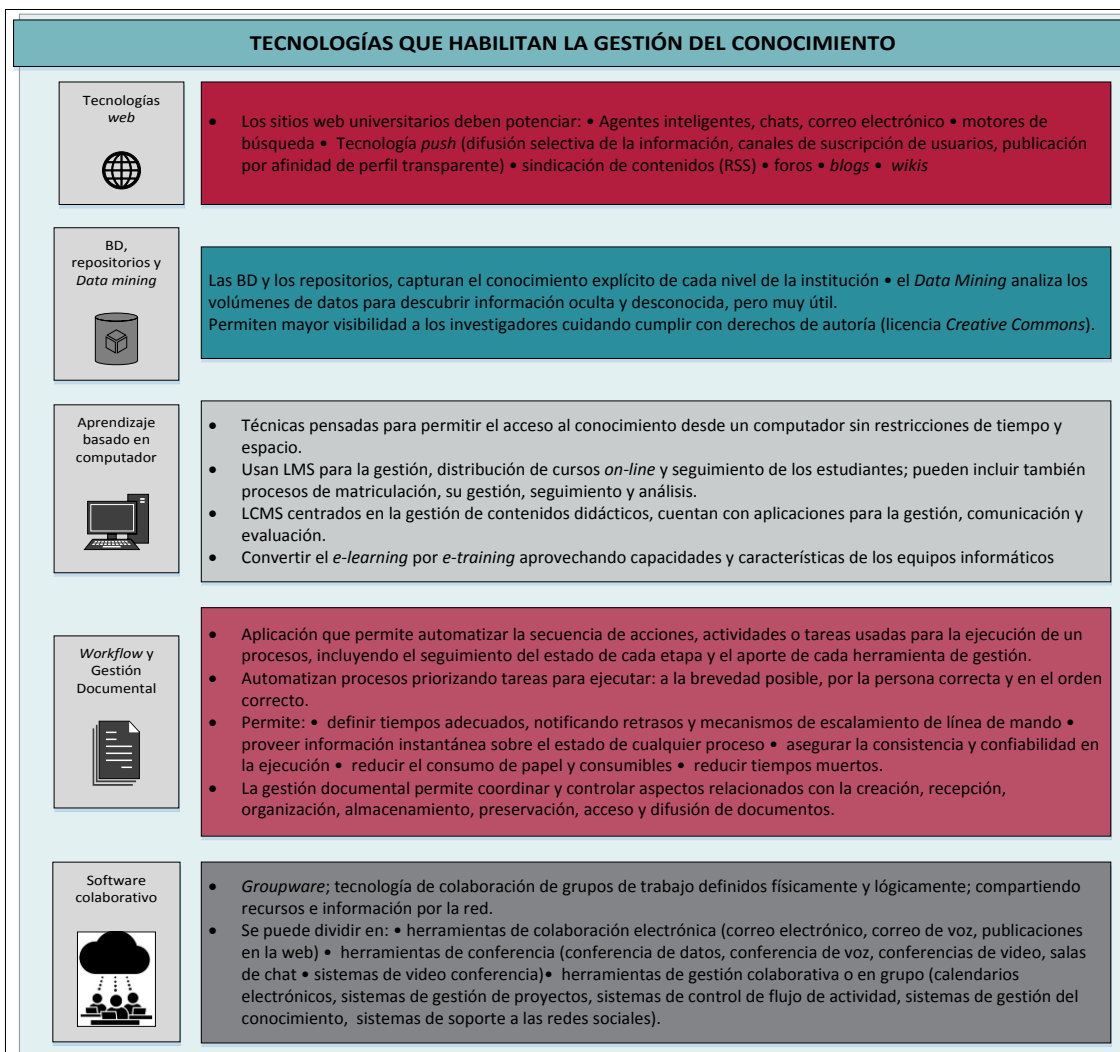 TECNOLOGÍAS QUE HABILITAN LA GESTIÓN DEL CONOCIMIENTO
Tecnologías
web
• Los sitios web universitarios deben potenciar: • Agentes inteligentes, chats, correo electrónico • motores de
búsqueda • Tecnología push (difusión selectiva de la información, canales de suscripción de usuarios, publicación
por afinidad de perfil transparente) • sindicación de contenidos (RSS) • foros • blogs • wikis
BD,
repositorios y
Data mining
Las BD y los repositorios, capturan el conocimiento explícito de cada nivel de la institución • el Data Mining analiza los
volúmenes de datos para descubrir información oculta y desconocida, pero muy útil.
Permiten mayor visibilidad a los investigadores cuidando cumplir con derechos de autoría (licencia Creative Commons).
Aprendizaje
basado en
computador
• Técnicas pensadas para permitir el acceso al conocimiento desde un computador sin restricciones de tiempo y
espacio.
• Usan LMS para la gestión, distribución de cursos on-line y seguimiento de los estudiantes; pueden incluir también
procesos de matriculación, su gestión, seguimiento y análisis.
• LCMS centrados en la gestión de contenidos didácticos, cuentan con aplicaciones para la gestión, comunicación y
evaluación.
• Convertir el e-learning por e-training aprovechando capacidades y características de los equipos informáticos
Workflow y
Gestión
Documental
• Aplicación que permite automatizar la secuencia de acciones, actividades o tareas usadas para la ejecución de un
procesos, incluyendo el seguimiento del estado de cada etapa y el aporte de cada herramienta de gestión.
• Automatizan procesos priorizando tareas para ejecutar: a la brevedad posible, por la persona correcta y en el orden
correcto.
• Permite: • definir tiempos adecuados, notificando retrasos y mecanismos de escalamiento de línea de mando •
proveer información instantánea sobre el estado de cualquier proceso • asegurar la consistencia y confiabilidad en
la ejecución • reducir el consumo de papel y consumibles • reducir tiempos muertos.
• La gestión documental permite coordinar y controlar aspectos relacionados con la creación, recepción,
organización, almacenamiento, preservación, acceso y difusión de documentos.
Software
colaborativo
• Groupware; tecnología de colaboración de grupos de trabajo definidos físicamente y lógicamente; compartiendo
recursos e información por la red.
• Se puede dividir en: • herramientas de colaboración electrónica (correo electrónico, correo de voz, publicaciones
en la web) • herramientas de conferencia (conferencia de datos, conferencia de voz, conferencias de video, salas
de chat • sistemas de video conferencia)• herramientas de gestión colaborativa o en grupo (calendarios
electrónicos, sistemas de gestión de proyectos, sistemas de control de flujo de actividad, sistemas de gestión del
conocimiento, sistemas de soporte a las redes sociales).